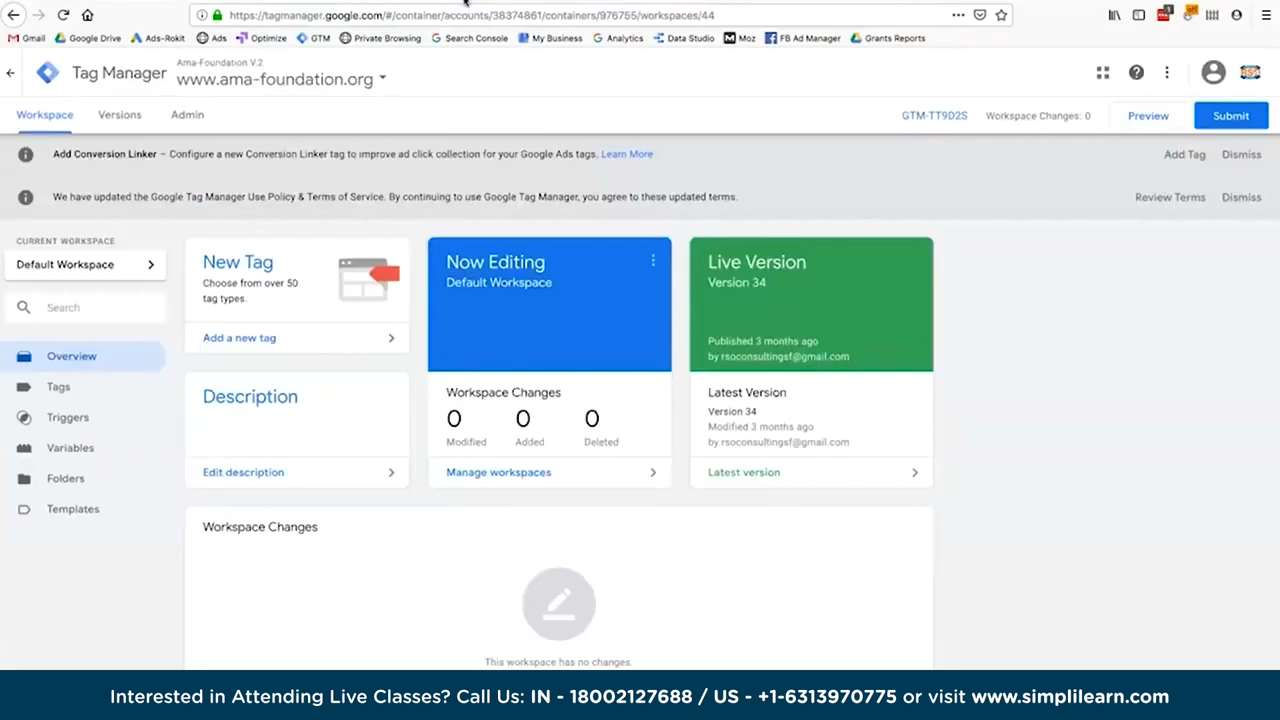 https://tagmanager.google.com/#/container/accounts/38374861/containers/976755/workspaces/44
Gmail Google Drive Ads-Rokit Ads Optimize GTM Private Browsing Search Console My Business Analytics Data Studio Moz FB Ad Manager Grants Reports
Tag Manager
Ama-Foundation V.2
www.ama-foundation.org
Workspace Versions Admin
GTM-TT9D2S Workspace Changes: 0 Preview Submit
Add Conversion Linker – Configure a new Conversion Linker tag to improve ad click collection for your Google Ads tags. Learn More Add Tag Dismiss
We have updated the Google Tag Manager Use Policy & Terms of Service. By continuing to use Google Tag Manager, you agree to these updated terms. Review Terms Dismiss
CURRENT WORKSPACE
Default Workspace
Search
Overview
Tags
Triggers
Variables
Folders
Templates
New Tag
Choose from over 50
tag types.
Add a new tag
Description
Edit description
Now Editing
Default Workspace
Workspace Changes
0 0 0
Modified Added Deleted
Manage workspaces
Live Version
Version 34
Published 3 months ago
by rsoconsultingsf@gmail.com
Latest Version
Version 34
Modified 3 months ago
by rsoconsultingsf@gmail.com
Latest version
Workspace Changes
This workspace has no changes.
Interested in Attending Live Classes? Call Us: IN - 18002127688 / US - +1-6313970775 or visit www.simplilearn.com